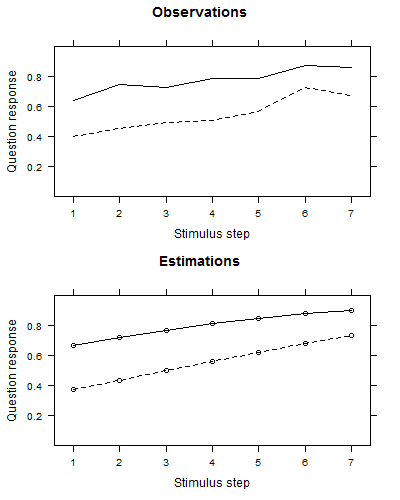 Observations
Question response
0.8
0.6
0.4
0.2
1 2 3 4 5 6 7
Stimulus step
Estimations
Question response
0.8
0.6
0.4
0.2
1 2 3 4 5 6 7
Stimulus step